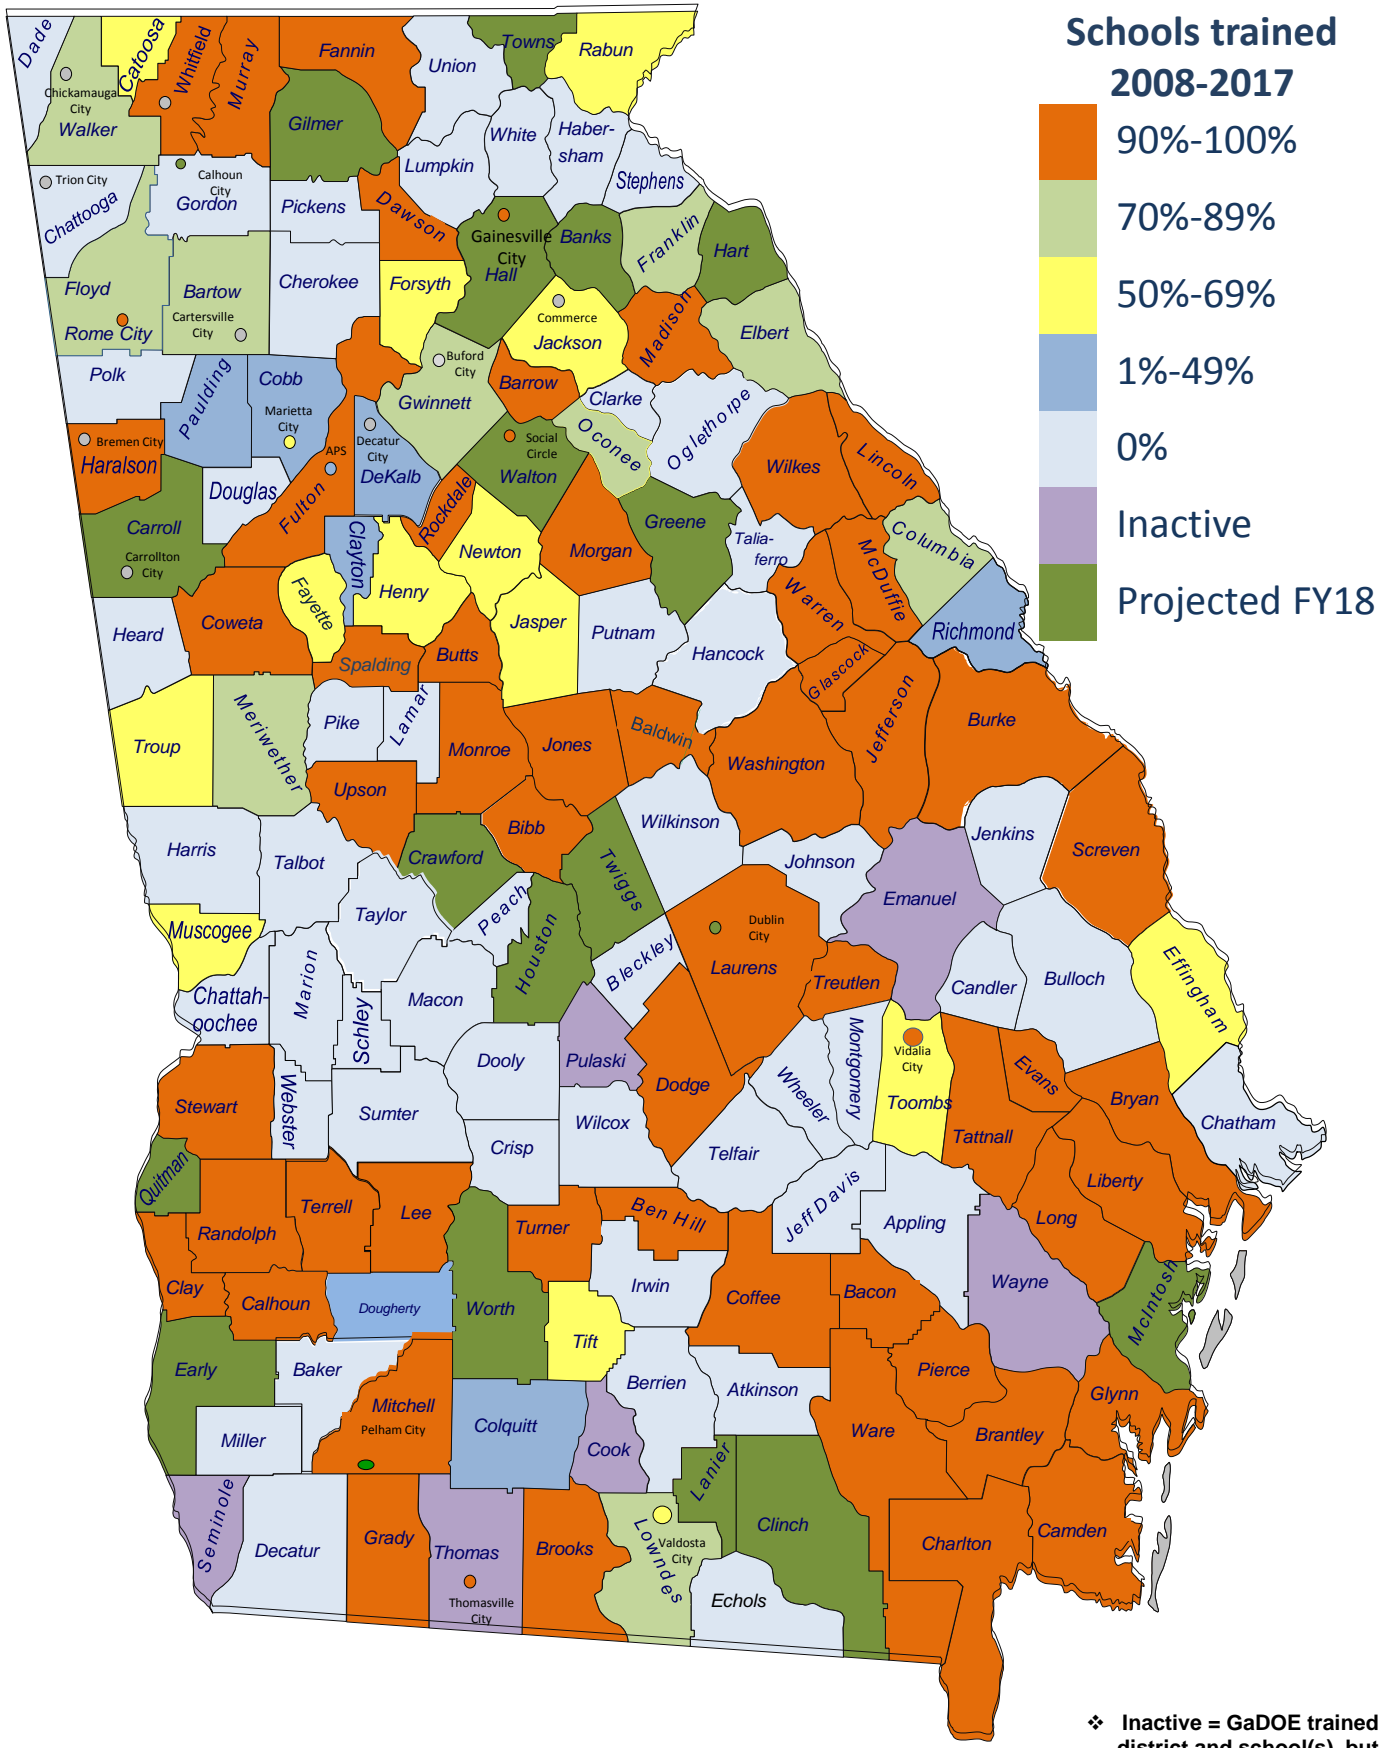 Schools trained
2008-2017
90%-100%
70%-89%
50%-69%
1%-49%
0%
Inactive
Projected FY18
Dade
Chickamauga
City
Walker
Catoosa
Whitfield
Murray
Fannin
Gilmer
Union
Towns
Rabun
White
Haber-
sham
Lumpkin
Stephens
Trion City
Chattooga
Calhoun
City
Gordon
Pickens
Dawson
Gainesville
City
Hall
Banks
Franklin
Hart
Floyd
Rome City
Bartow
Cartersville
City
Cherokee
Forsyth
Commerce
Jackson
Madison
Elbert
Polk
Paulding
Cobb
Marietta
City
Buford
City
Gwinnett
Barrow
Clarke
Oconee
Oglethorpe
Wilkes
Lincoln
Bremen City
Haralson
Douglas
APS
Fulton
Decatur
City
DeKalb
Rockdale
Social
Circle
Walton
Carroll
Carrollton
City
Clayton
Newton
Morgan
Greene
Talia-
ferro
Columbia
McDuffie
Warren
Richmond
Heard
Coweta
Fayette
Henry
Spalding
Butts
Jasper
Putnam
Hancock
Glascock
Jefferson
Burke
Troup
Meriwether
Pike
Lamar
Monroe
Jones
Baldwin
Washington
Upson
Bibb
Wilkinson
Johnson
Jenkins
Screven
Harris
Talbot
Crawford
Twiggs
Emanuel
Taylor
Peach
Houston
Bleckley
Dublin
City
Laurens
Treutlen
Muscogee
Chattah-
oochee
Marion
Schley
Macon
Candler
Bulloch
Effingham
Dooly
Pulaski
Dodge
Wheeler
Montgomery
Vidalia
City
Toombs
Tattnall
Evans
Bryan
Chatham
Stewart
Webster
Sumter
Crisp
Wilcox
Telfair
Jeff Davis
Appling
Liberty
Long
Quitman
Randolph
Terrell
Lee
Turner
Ben Hill
Clay
Calhoun
Dougherty
Worth
Irwin
Coffee
Bacon
Wayne
McIntosh
Early
Baker
Tift
Berrien
Atkinson
Pierce
Glynn
Miller
Mitchell
Pelham City
Colquitt
Cook
Ware
Brantley
Seminole
Decatur
Grady
Thomas
Thomasville
City
Brooks
Lowndes
Valdosta
City
Lanier
Clinch
Echols
Charlton
Camden
❖ Inactive = GaDOE trained
district and school(s), but